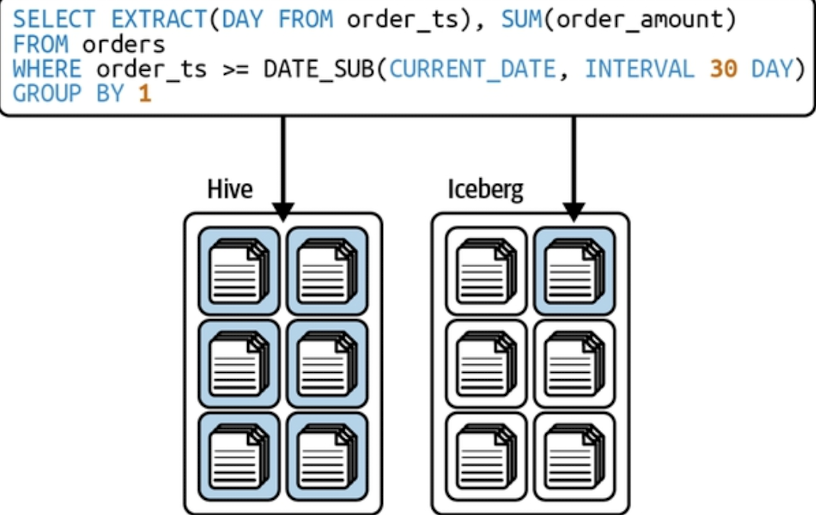 SELECT EXTRACT(DAY FROM order_ts), SUM(order_amount)
FROM orders
WHERE order_ts >= DATE_SUB(CURRENT_DATE, INTERVAL 30 DAY)
GROUP BY 1
Hive
Iceberg